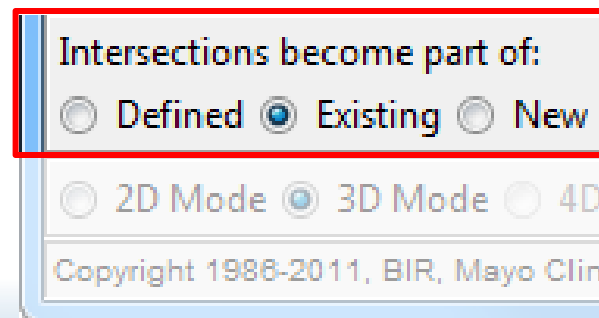 Intersections become part of:
Defined Existing New
2D Mode 3D Mode 4D
Copyright 1986-2011, BIR, Mayo Clin